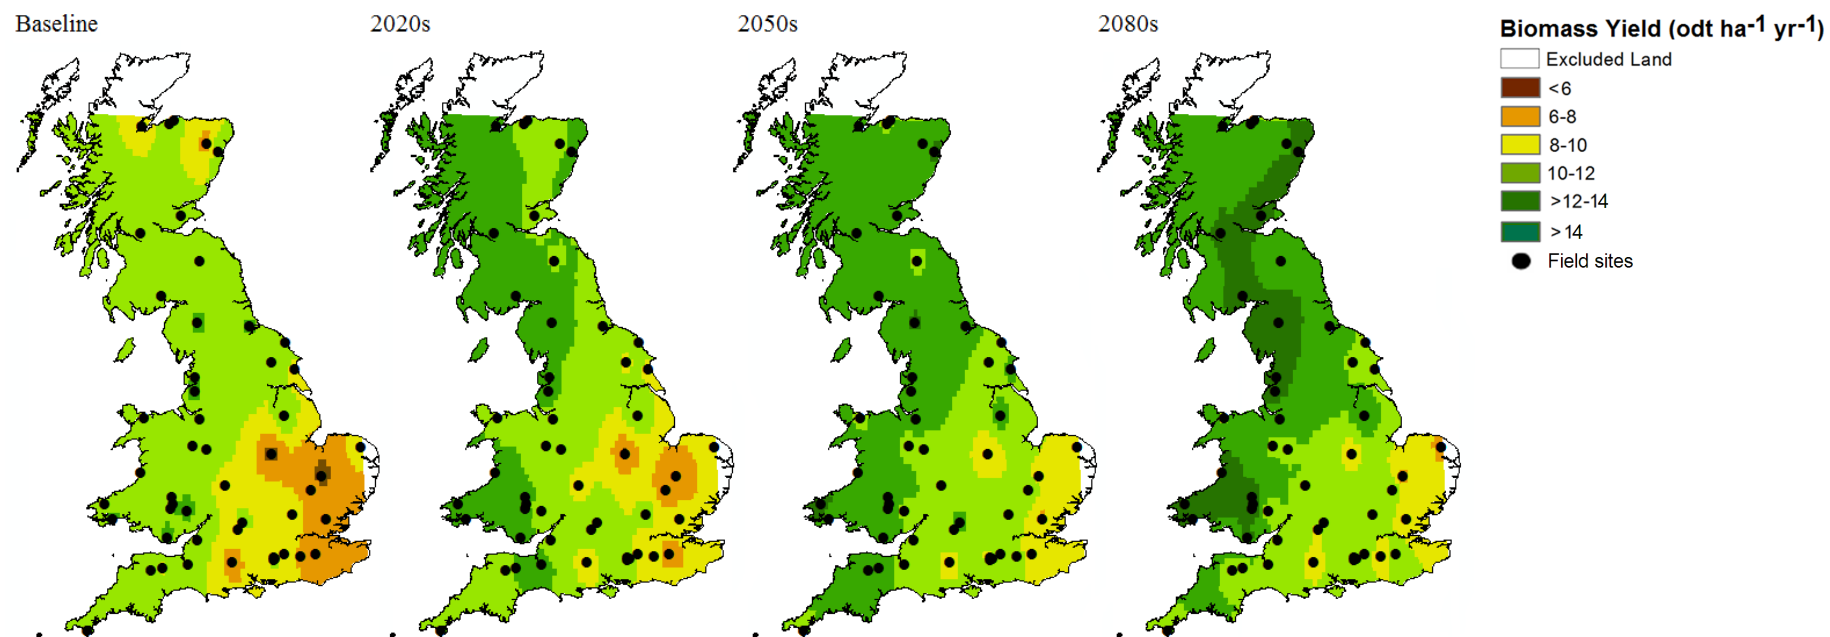 Baseline
2020s
2050s
2080s
Biomass Yield (odt ha-1 yr-1)
Excluded Land
<6
6-8
8-10
10-12
>12-14
>14
Field sites